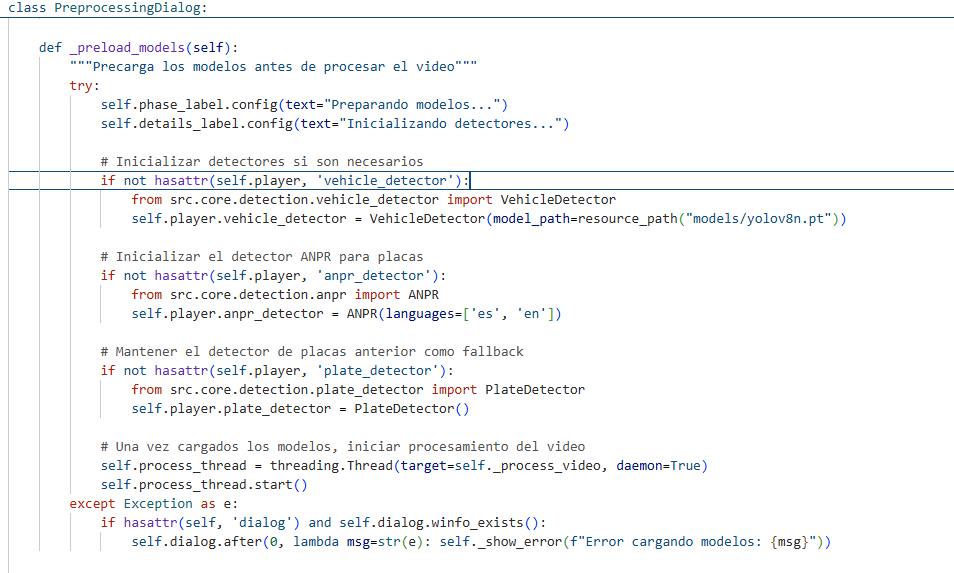 class PreprocessingDialog:
def _preload_models(self):
"""Precarga los modelos antes de procesar el video"""
try:
self.phase_label.config(text="Preparando modelos...")
self.details_label.config(text="Inicializando detectores...")
# Inicializar detectores si son necesarios
if not hasattr(self.player, 'vehicle_detector'):
from src.core.detection.vehicle_detector import VehicleDetector
self.player.vehicle_detector = VehicleDetector(model_path=resource_path("models/yolov8n.pt"))
# Inicializar el detector ANPR para placas
if not hasattr(self.player, 'anpr_detector'):
from src.core.detection.anpr import ANPR
self.player.anpr_detector = ANPR(languages=['es', 'en'])
# Mantener el detector de placas anterior como fallback
if not hasattr(self.player, 'plate_detector'):
from src.core.detection.plate_detector import PlateDetector
self.player.plate_detector = PlateDetector()
# Una vez cargados los modelos, iniciar procesamiento del video
self.process_thread = threading.Thread(target=self._process_video, daemon=True)
self.process_thread.start()
except Exception as e:
if hasattr(self, 'dialog') and self.dialog.winfo_exists():
self.dialog.after(0, lambda msg=str(e): self._show_error(f"Error cargando modelos: {msg}"))